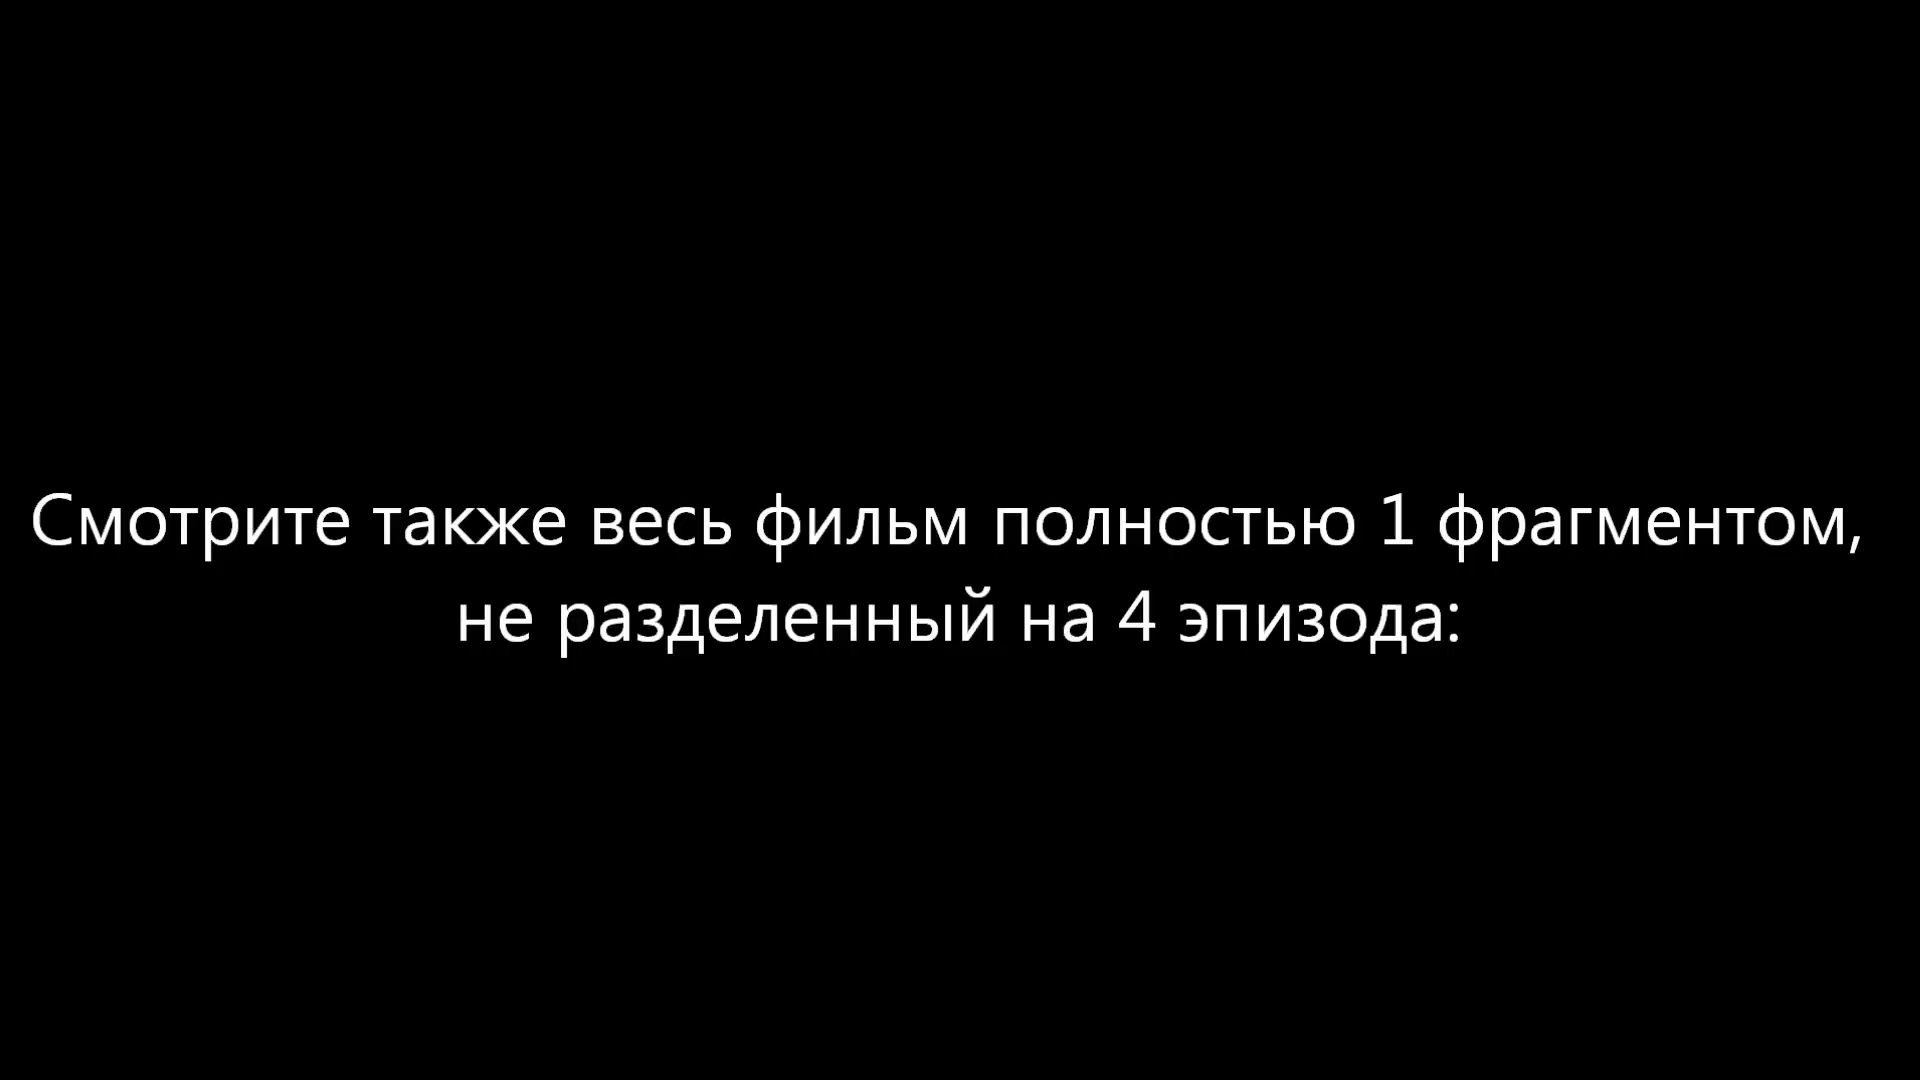 Смотрите также весь фильм полностью 1 фрагментом,
не разделенный на 4 эпизода: